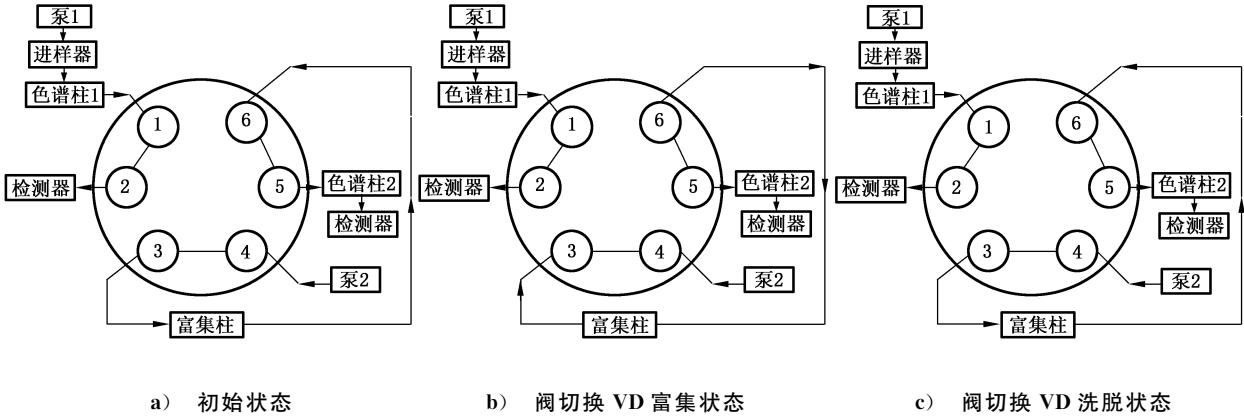 泵1
进样器
色谱柱1
1
6
检测器
2
5
色谱柱2
检测器
3
4
泵2
富集柱
a) 初始状态
泵1
进样器
色谱柱1
1
6
检测器
2
5
色谱柱2
检测器
3
4
泵2
富集柱
b) 阀切换 VD 富集状态
泵1
进样器
色谱柱1
1
6
检测器
2
5
色谱柱2
检测器
3
4
泵2
富集柱
c) 阀切换 VD 洗脱状态